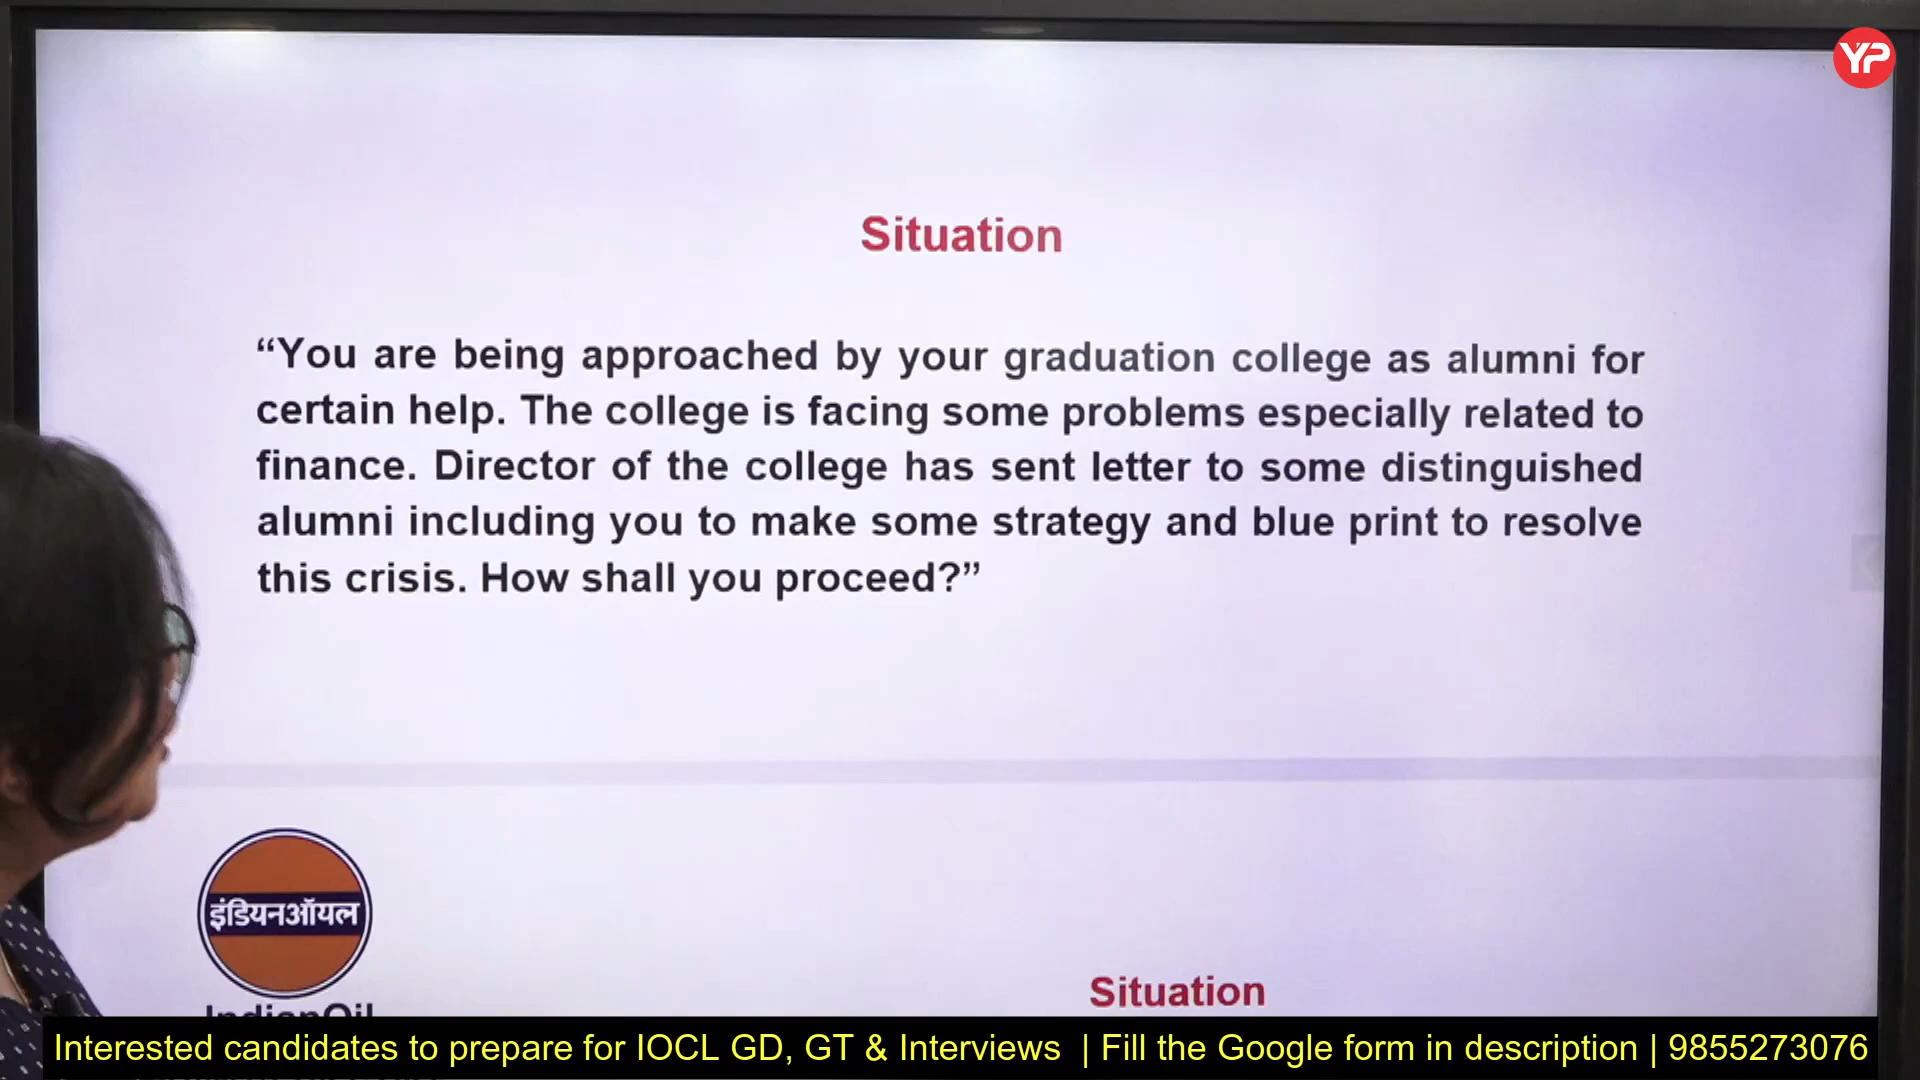 YP
Situation
“You are being approached by your graduation college as alumni for
certain help. The college is facing some problems especially related to
finance. Director of the college has sent letter to some distinguished
alumni including you to make some strategy and blue print to resolve
this crisis. How shall you proceed?”
इंडियनऑयल
IndianOil
Situation
Interested candidates to prepare for IOCL GD, GT & Interviews | Fill the Google form in description | 9855273076